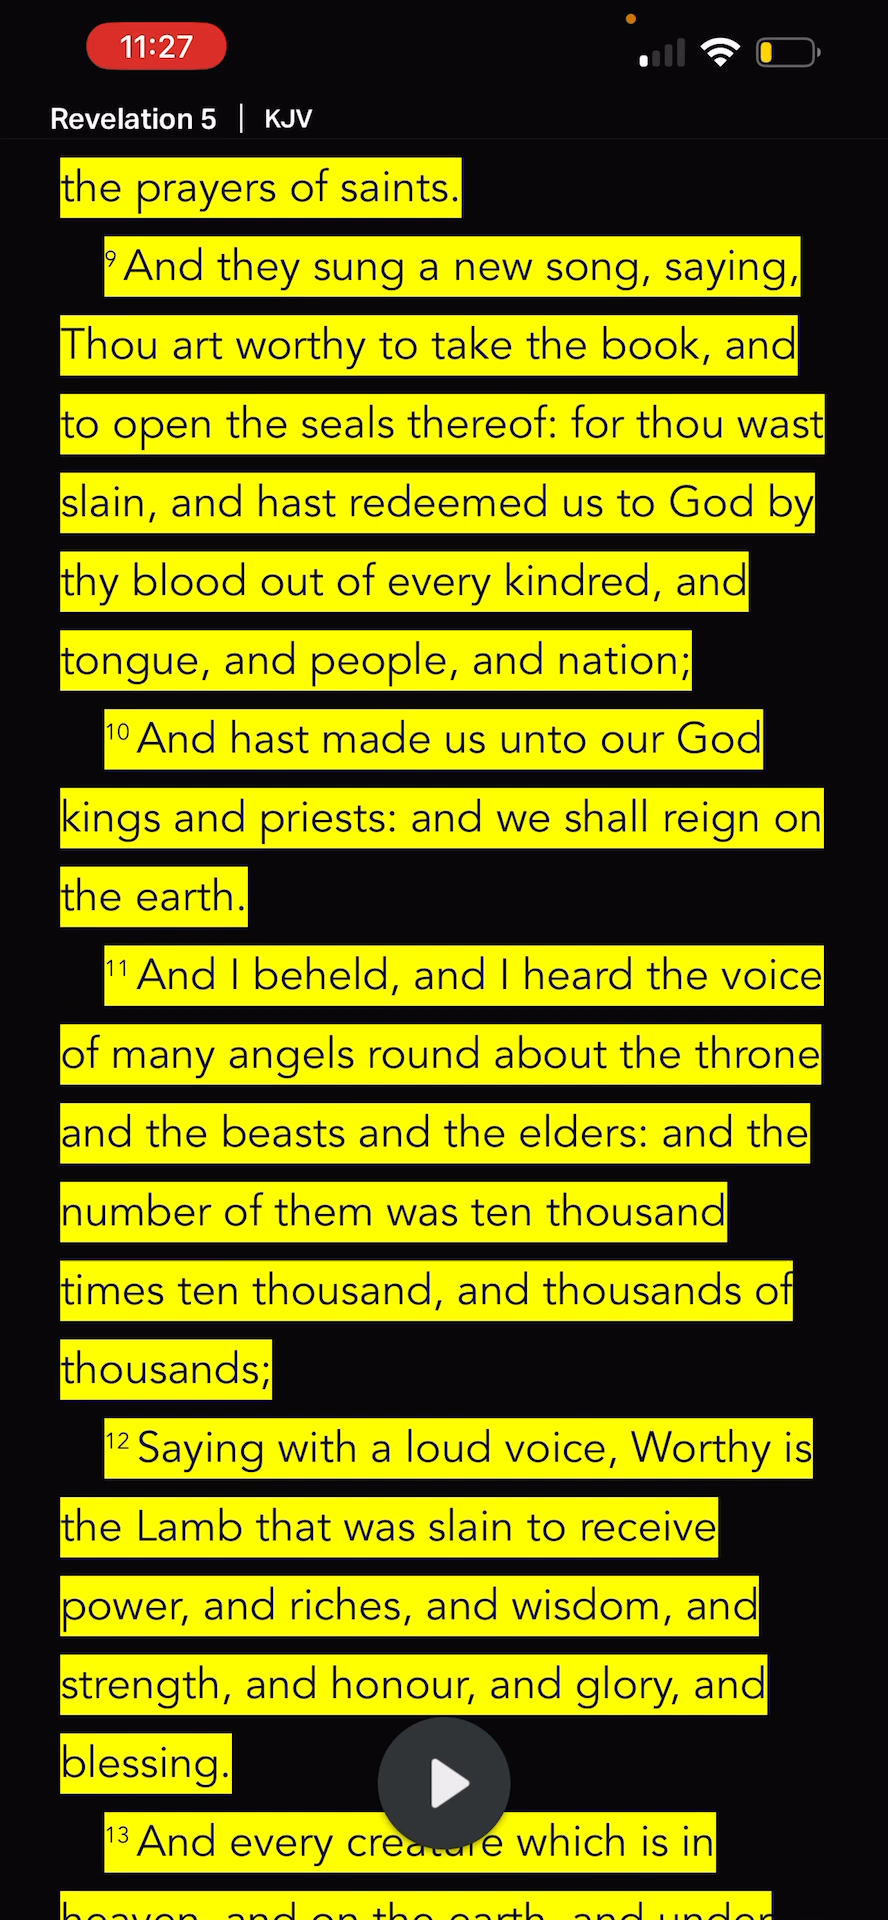 11:27
Revelation 5 | KJV
the prayers of saints.
9 And they sung a new song, saying,
Thou art worthy to take the book, and
to open the seals thereof: for thou wast
slain, and hast redeemed us to God by
thy blood out of every kindred, and
tongue, and people, and nation;
10 And hast made us unto our God
kings and priests: and we shall reign on
the earth.
11 And I beheld, and I heard the voice
of many angels round about the throne
and the beasts and the elders: and the
number of them was ten thousand
times ten thousand, and thousands of
thousands;
12 Saying with a loud voice, Worthy is
the Lamb that was slain to receive
power, and riches, and wisdom, and
strength, and honour, and glory, and
blessing.
13 And every creature which is in
heaven, and on the earth, and under